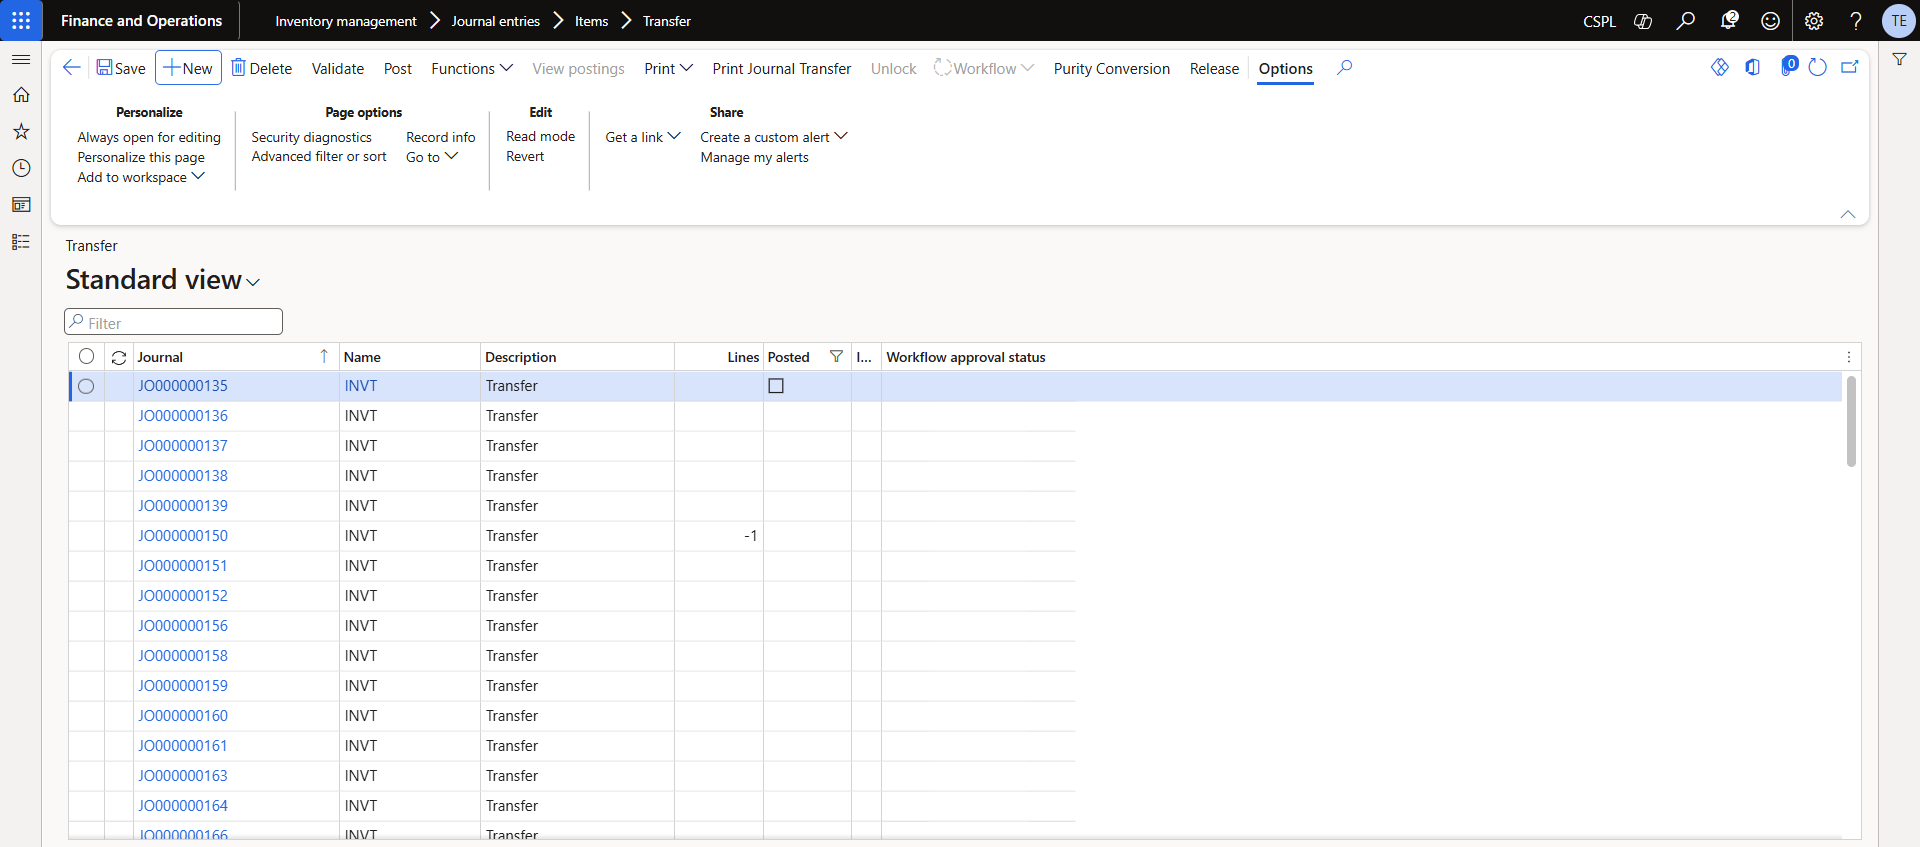 Finance and Operations
Inventory management > Journal entries > Items > Transfer
CSPL
2
TE
Save
New
Delete
Validate
Post
Functions
View postings
Print
Print Journal Transfer
Unlock
Workflow
Purity Conversion
Release
Options
0
Personalize
Always open for editing
Personalize this page
Add to workspace
Page options
Security diagnostics
Advanced filter or sort
Record info
Go to
Edit
Read mode
Revert
Share
Get a link
Create a custom alert
Manage my alerts
Transfer
Standard view
Filter
Journal Name Description Lines Posted I... Workflow approval status
JO000000135 INVT Transfer
JO000000136 INVT Transfer
JO000000137 INVT Transfer
JO000000138 INVT Transfer
JO000000139 INVT Transfer
JO000000150 INVT Transfer -1
JO000000151 INVT Transfer
JO000000152 INVT Transfer
JO000000156 INVT Transfer
JO000000158 INVT Transfer
JO000000159 INVT Transfer
JO000000160 INVT Transfer
JO000000161 INVT Transfer
JO000000163 INVT Transfer
JO000000164 INVT Transfer
JO000000166 INVT Transfer